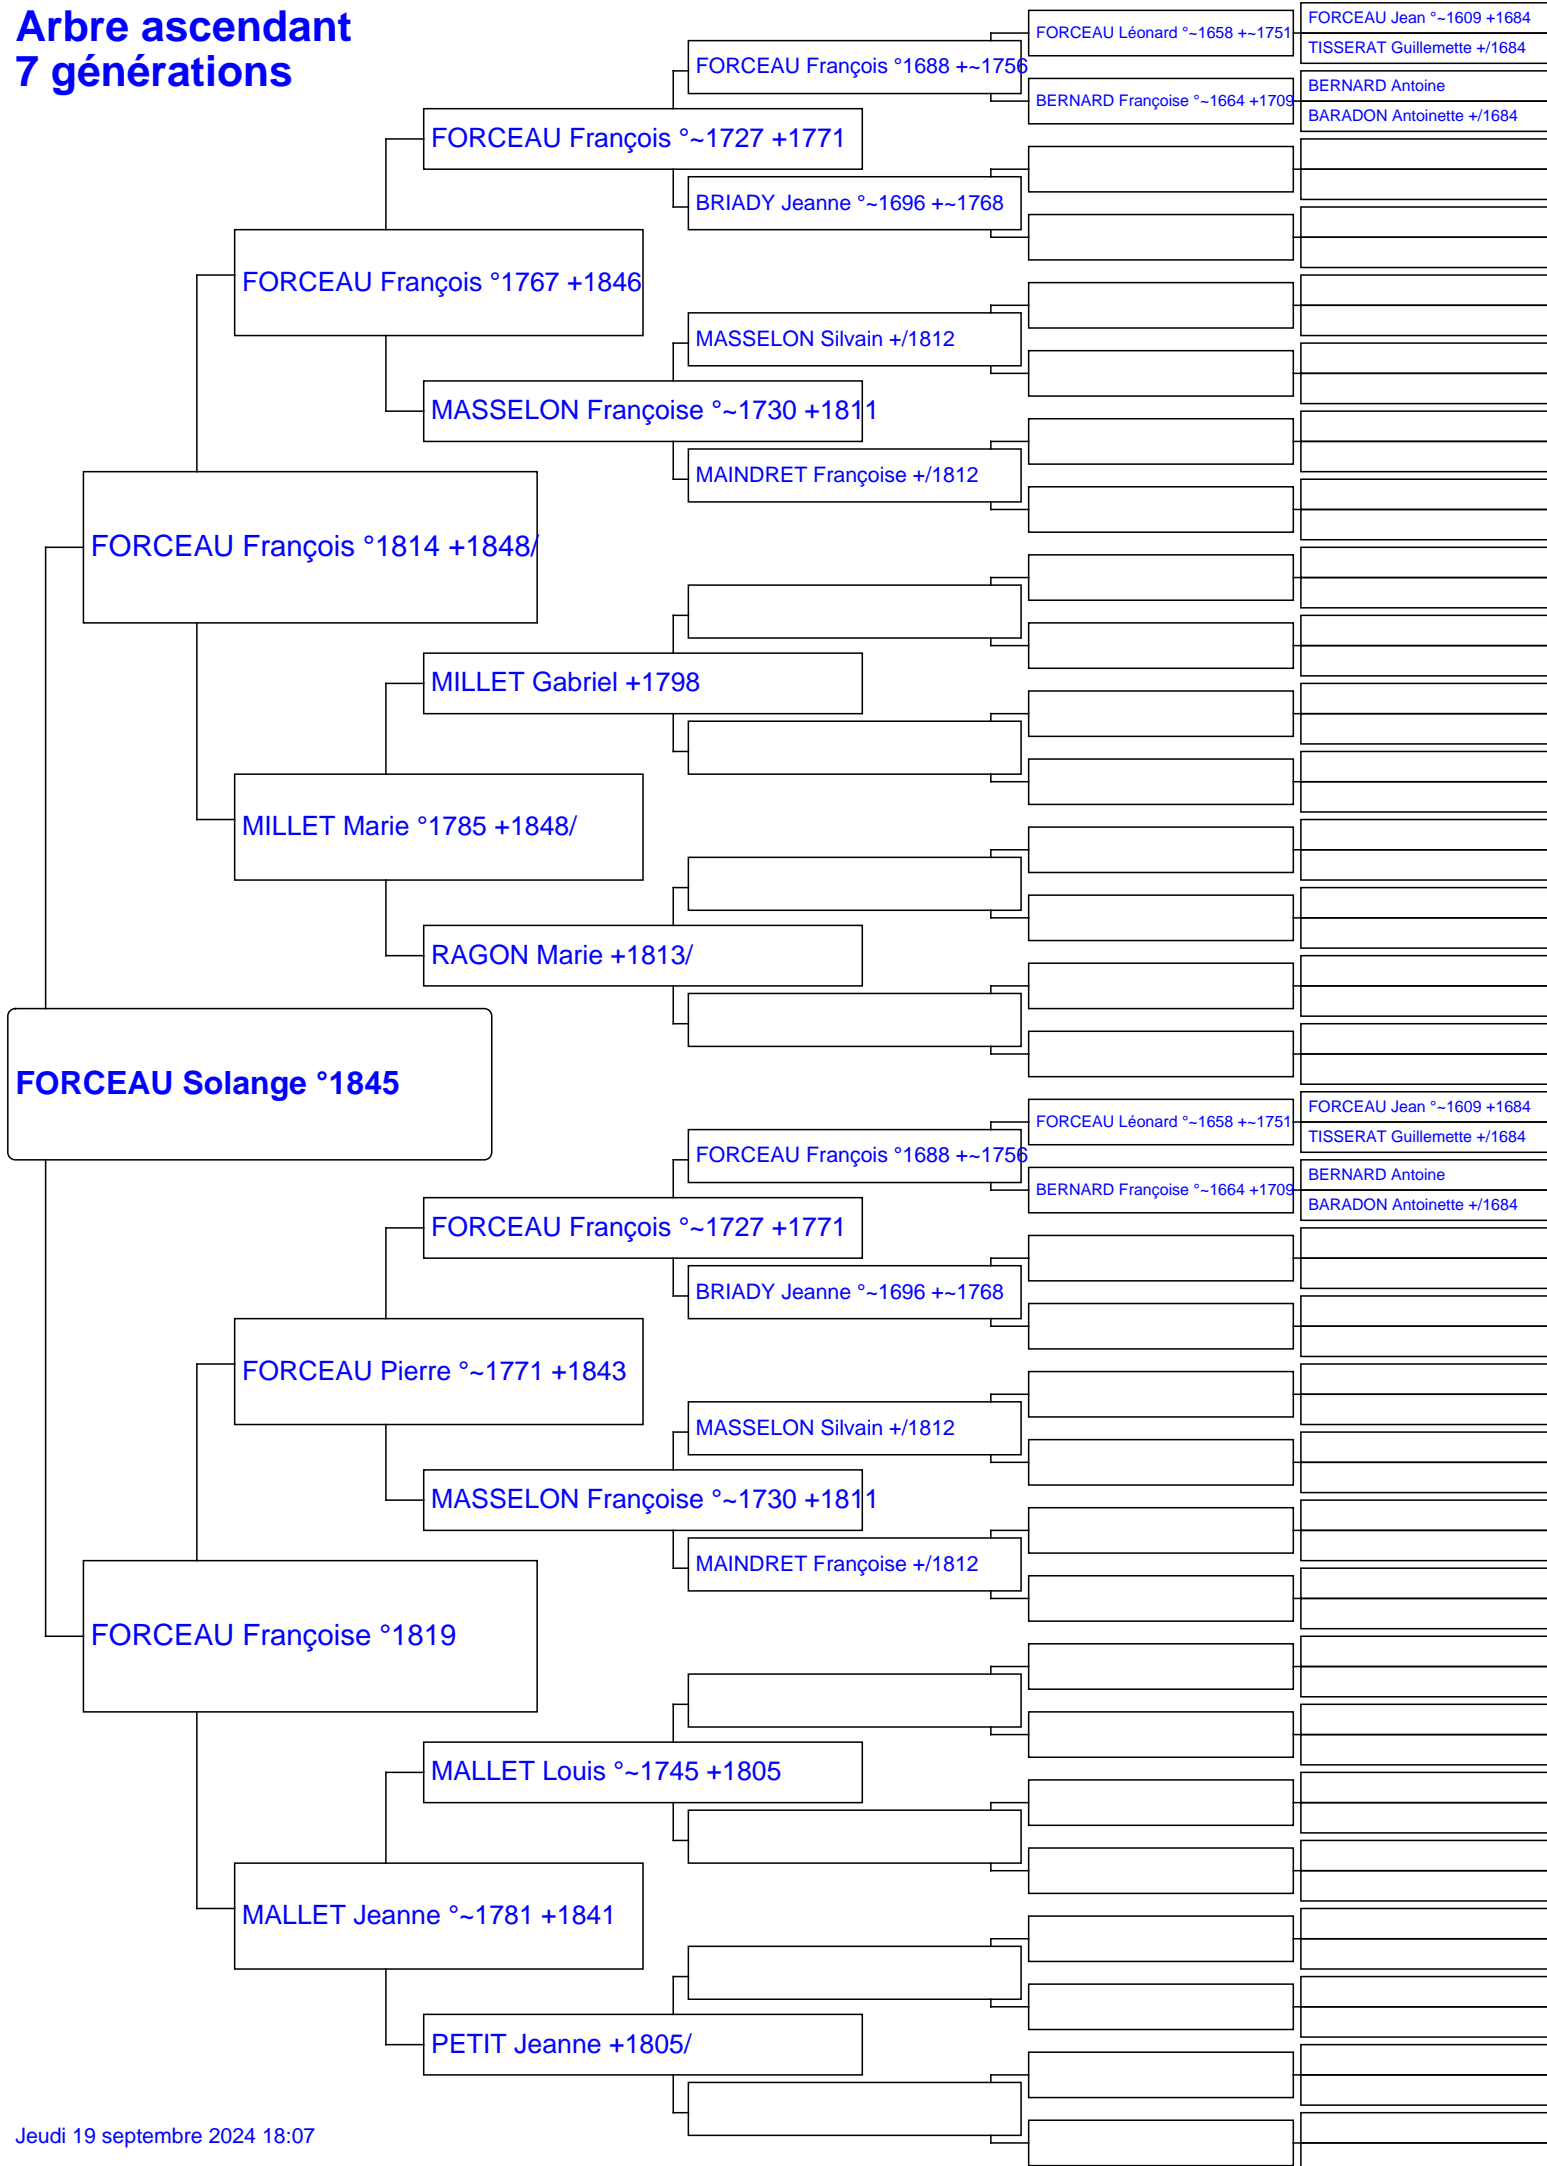 Arbre ascendant
7 générations
FORCEAU Jean °~1609 +1684
FORCEAU Léonard °~1658 +~1751
TISSERAT Guillemette +/1684
FORCEAU François °1688 +~1756
BERNARD Antoine
BERNARD Françoise °~1664 +1709
BARADON Antoinette +/1684
FORCEAU François °~1727 +1771
BRIADY Jeanne °~1696 +~1768
FORCEAU François °1767 +1846
MASSELON Silvain +/1812
MASSELON Françoise °~1730 +1811
MAINDRET Françoise +/1812
FORCEAU François °1814 +1848/
MILLET Gabriel +1798
MILLET Marie °1785 +1848/
RAGON Marie +1813/
FORCEAU Solange °1845
FORCEAU Jean °~1609 +1684
FORCEAU Léonard °~1658 +~1751
TISSERAT Guillemette +/1684
FORCEAU François °1688 +~1756
BERNARD Antoine
BERNARD Françoise °~1664 +1709
BARADON Antoinette +/1684
FORCEAU François °~1727 +1771
BRIADY Jeanne °~1696 +~1768
FORCEAU Pierre °~1771 +1843
MASSELON Silvain +/1812
MASSELON Françoise °~1730 +1811
MAINDRET Françoise +/1812
FORCEAU Françoise °1819
MALLET Louis °~1745 +1805
MALLET Jeanne °~1781 +1841
PETIT Jeanne +1805/
Jeudi 19 septembre 2024 18:07